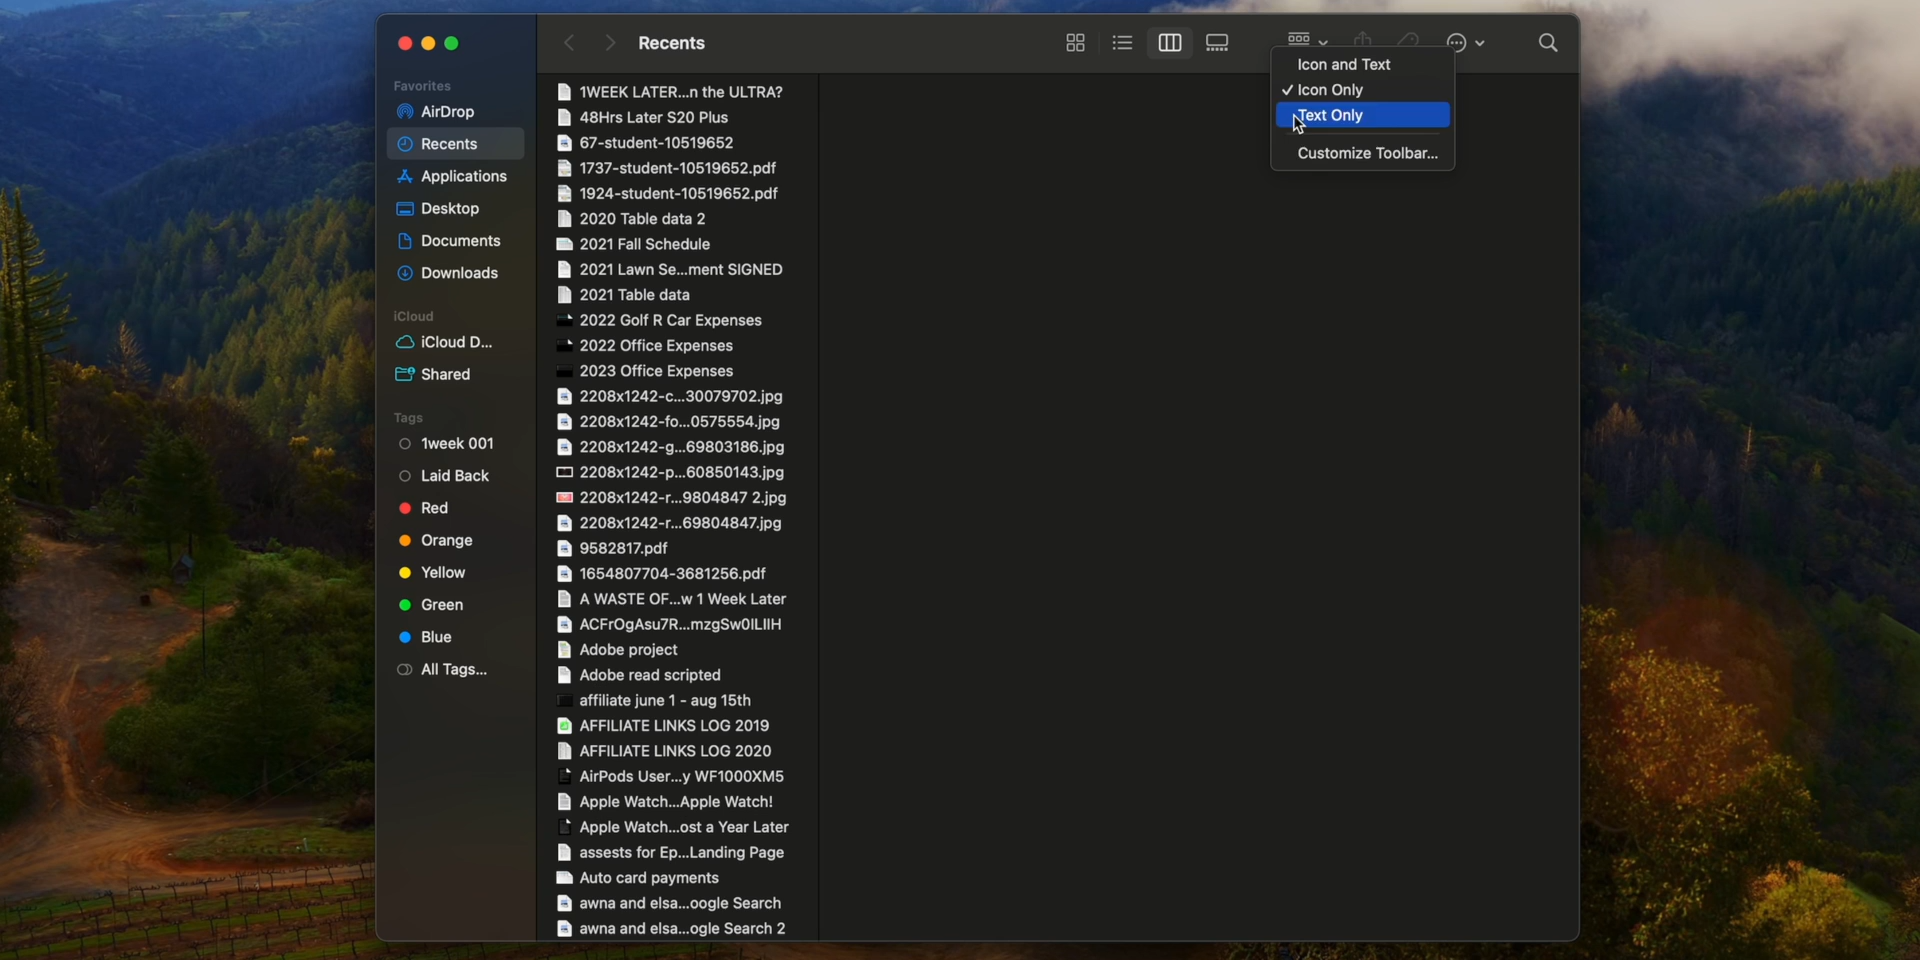 Recents
Icon and Text
✓ Icon Only
Text Only
Customize Toolbar...
Favorites
AirDrop
Recents
Applications
Desktop
Documents
Downloads
iCloud
iCloud D...
Shared
Tags
1week 001
Laid Back
Red
Orange
Yellow
Green
Blue
All Tags...
1WEEK LATER...n the ULTRA?
48Hrs Later S20 Plus
67-student-10519652
1737-student-10519652.pdf
1924-student-10519652.pdf
2020 Table data 2
2021 Fall Schedule
2021 Lawn Se...ment SIGNED
2021 Table data
2022 Golf R Car Expenses
2022 Office Expenses
2023 Office Expenses
2208x1242-c...30079702.jpg
2208x1242-fo...0575554.jpg
2208x1242-g...69803186.jpg
2208x1242-p...60850143.jpg
2208x1242-r...9804847 2.jpg
2208x1242-r...69804847.jpg
9582817.pdf
1654807704-3681256.pdf
A WASTE OF...w 1 Week Later
ACFrOgAsu7R...mzgSw0ILIIH
Adobe project
Adobe read scripted
affiliate june 1 - aug 15th
AFFILIATE LINKS LOG 2019
AFFILIATE LINKS LOG 2020
AirPods User...y WF1000XM5
Apple Watch...Apple Watch!
Apple Watch...ost a Year Later
assests for Ep...Landing Page
Auto card payments
awna and elsa...oogle Search
awna and elsa...ogle Search 2